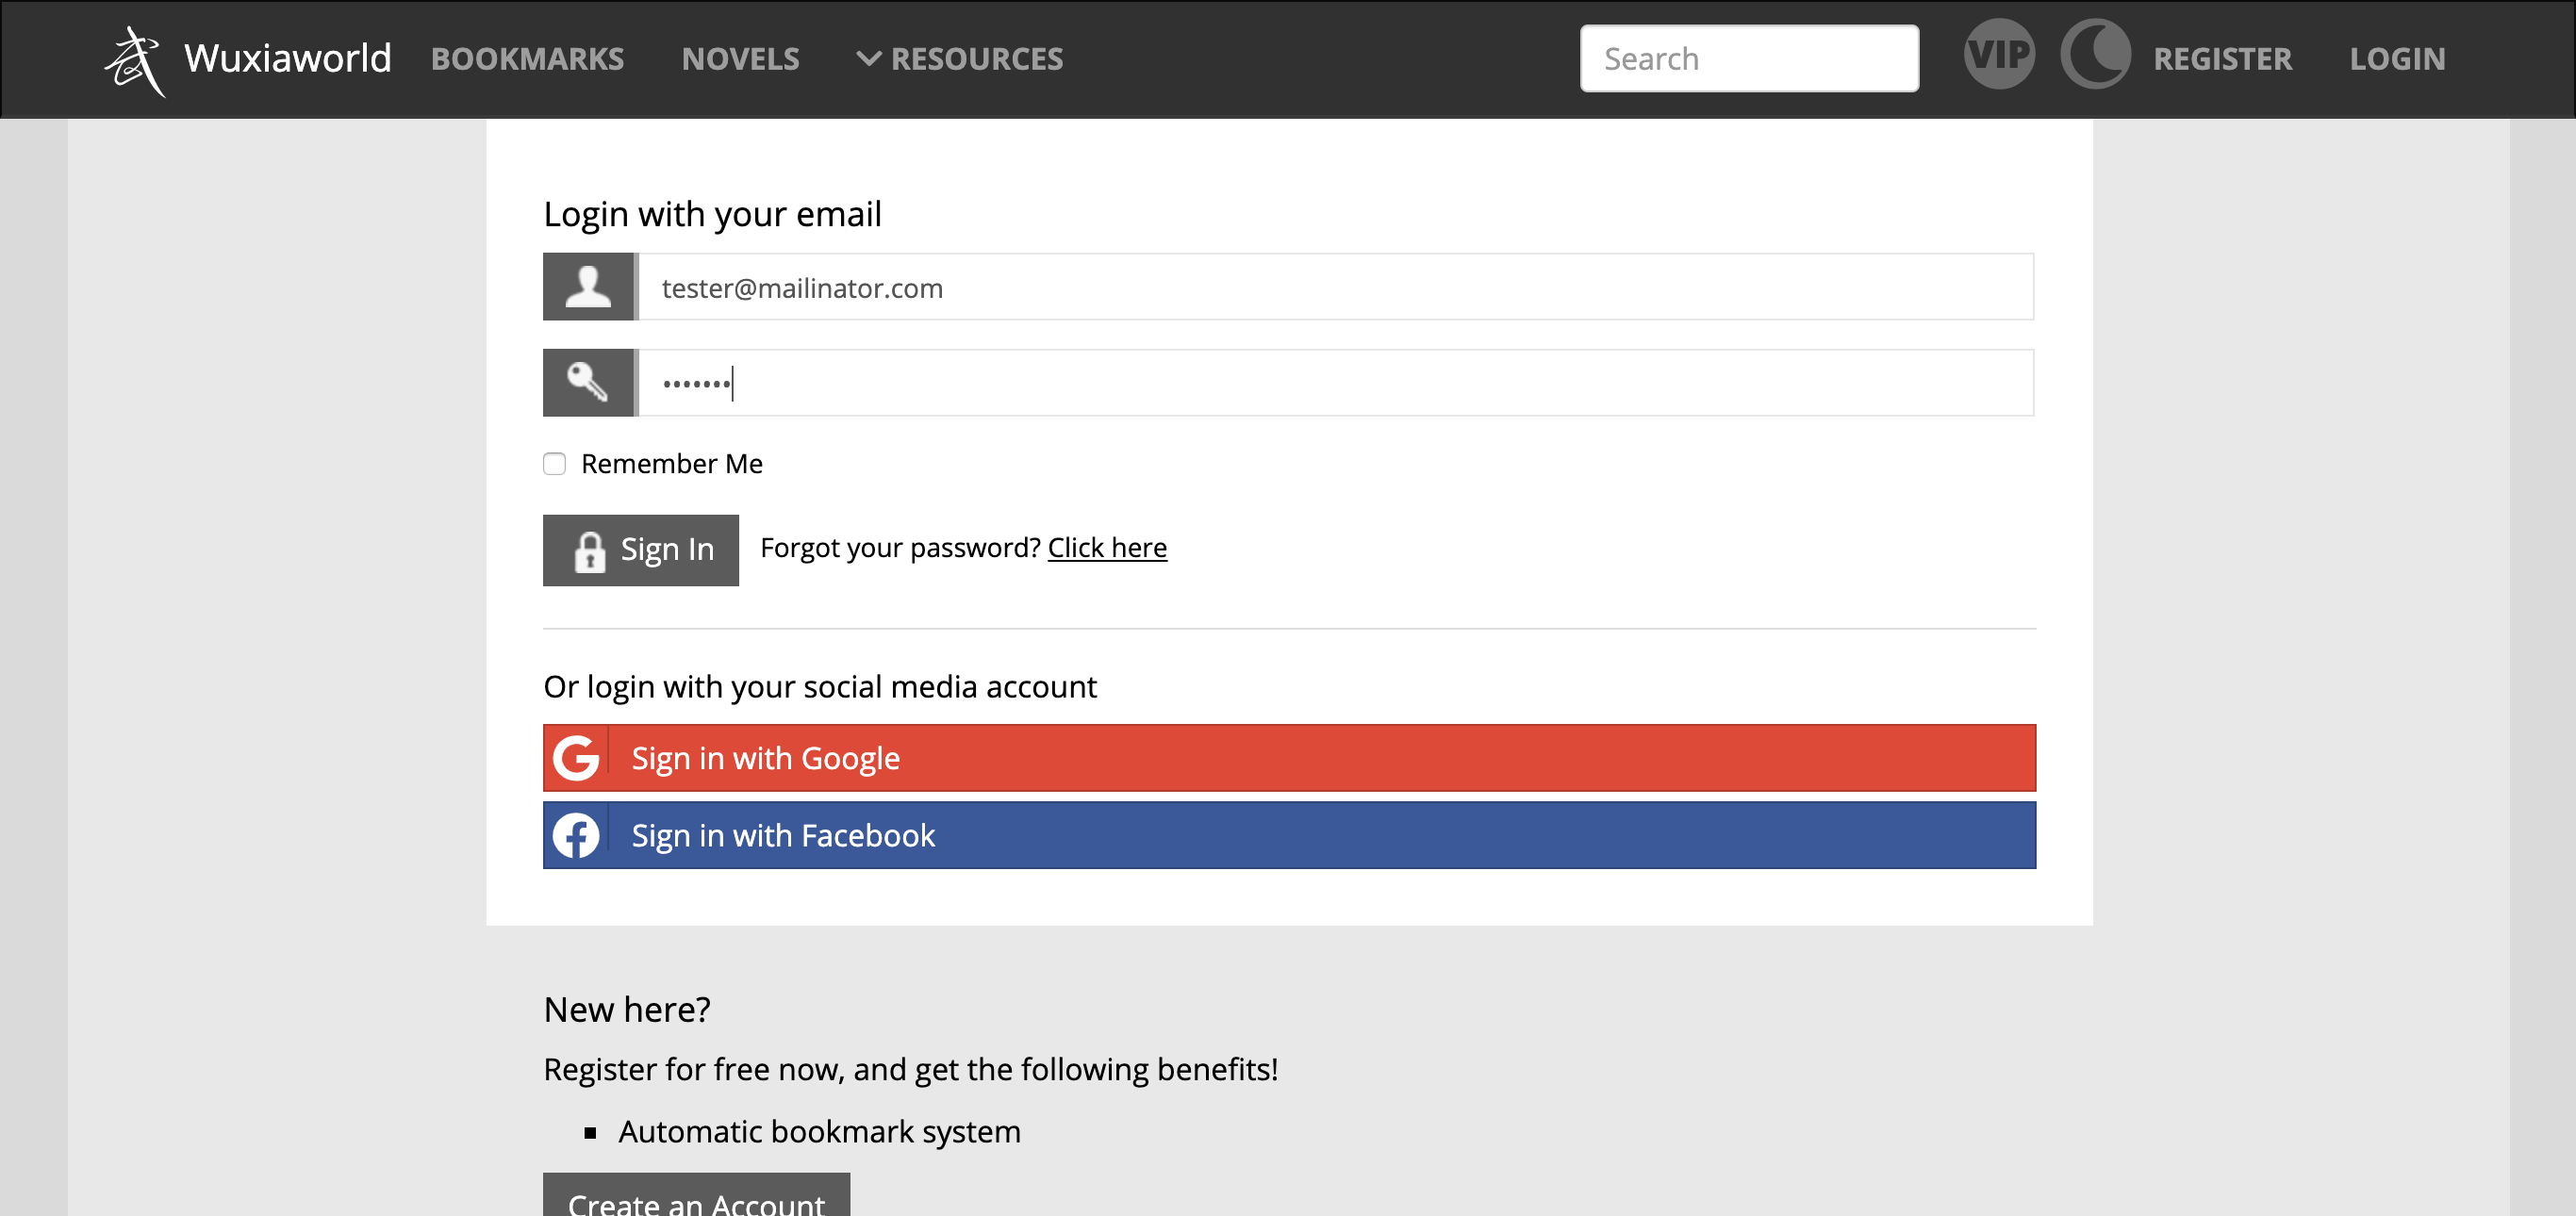 武 Wuxiaworld BOOKMARKS NOVELS RESOURCES Search VIP REGISTER LOGIN
Login with your email
tester@mailinator.com
•••••••
Remember Me
Sign In Forgot your password? Click here
Or login with your social media account
G Sign in with Google
f Sign in with Facebook
New here?
Register for free now, and get the following benefits!
▪ Automatic bookmark system
Create an Account